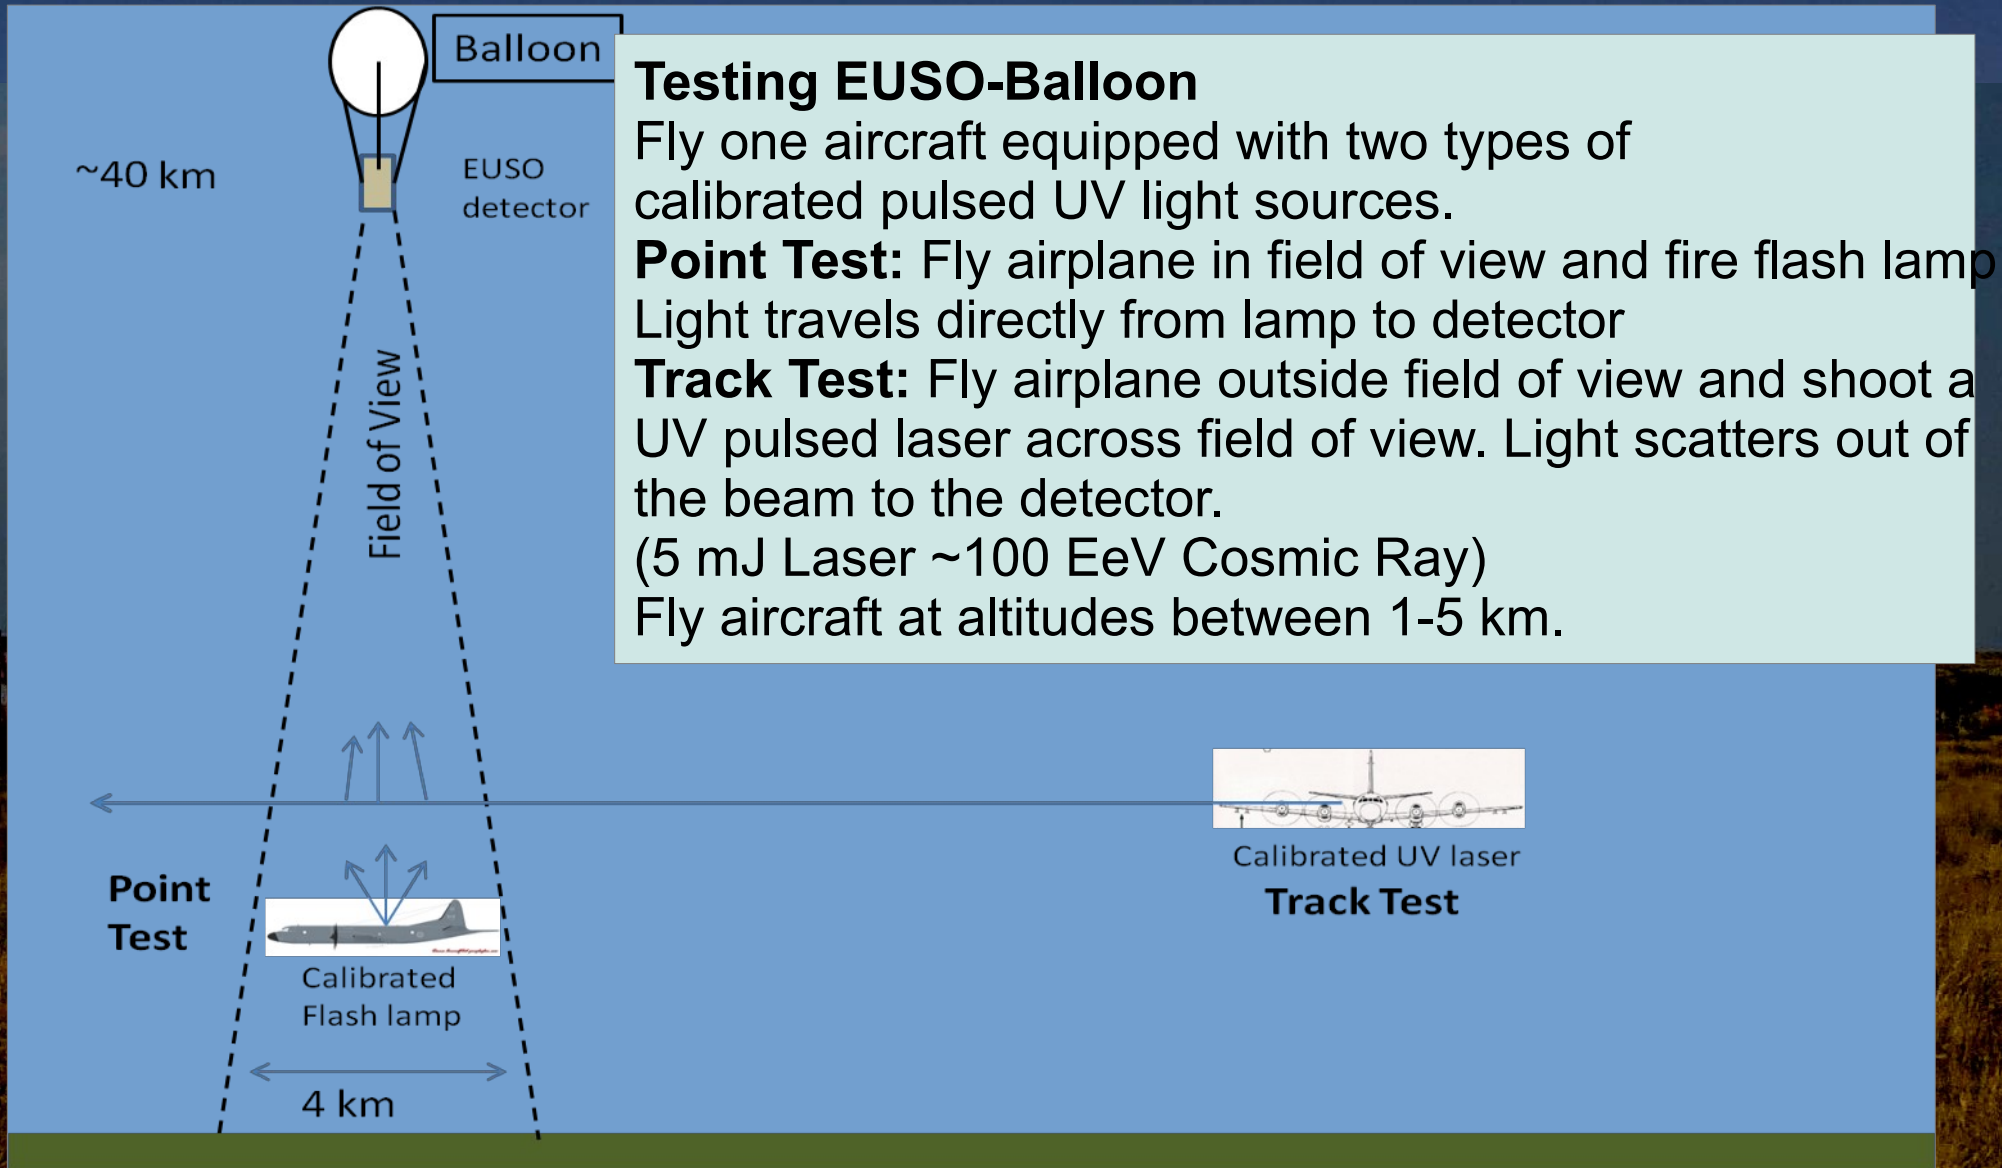 Balloon
~40 km
EUSO
detector
Field of View
Testing EUSO-Balloon
Fly one aircraft equipped with two types of
calibrated pulsed UV light sources.
Point Test: Fly airplane in field of view and fire flash lamp
Light travels directly from lamp to detector
Track Test: Fly airplane outside field of view and shoot a
UV pulsed laser across field of view. Light scatters out of
the beam to the detector.
(5 mJ Laser ~100 EeV Cosmic Ray)
Fly aircraft at altitudes between 1-5 km.
Calibrated UV laser
Track Test
Point
Test
Calibrated
Flash lamp
4 km